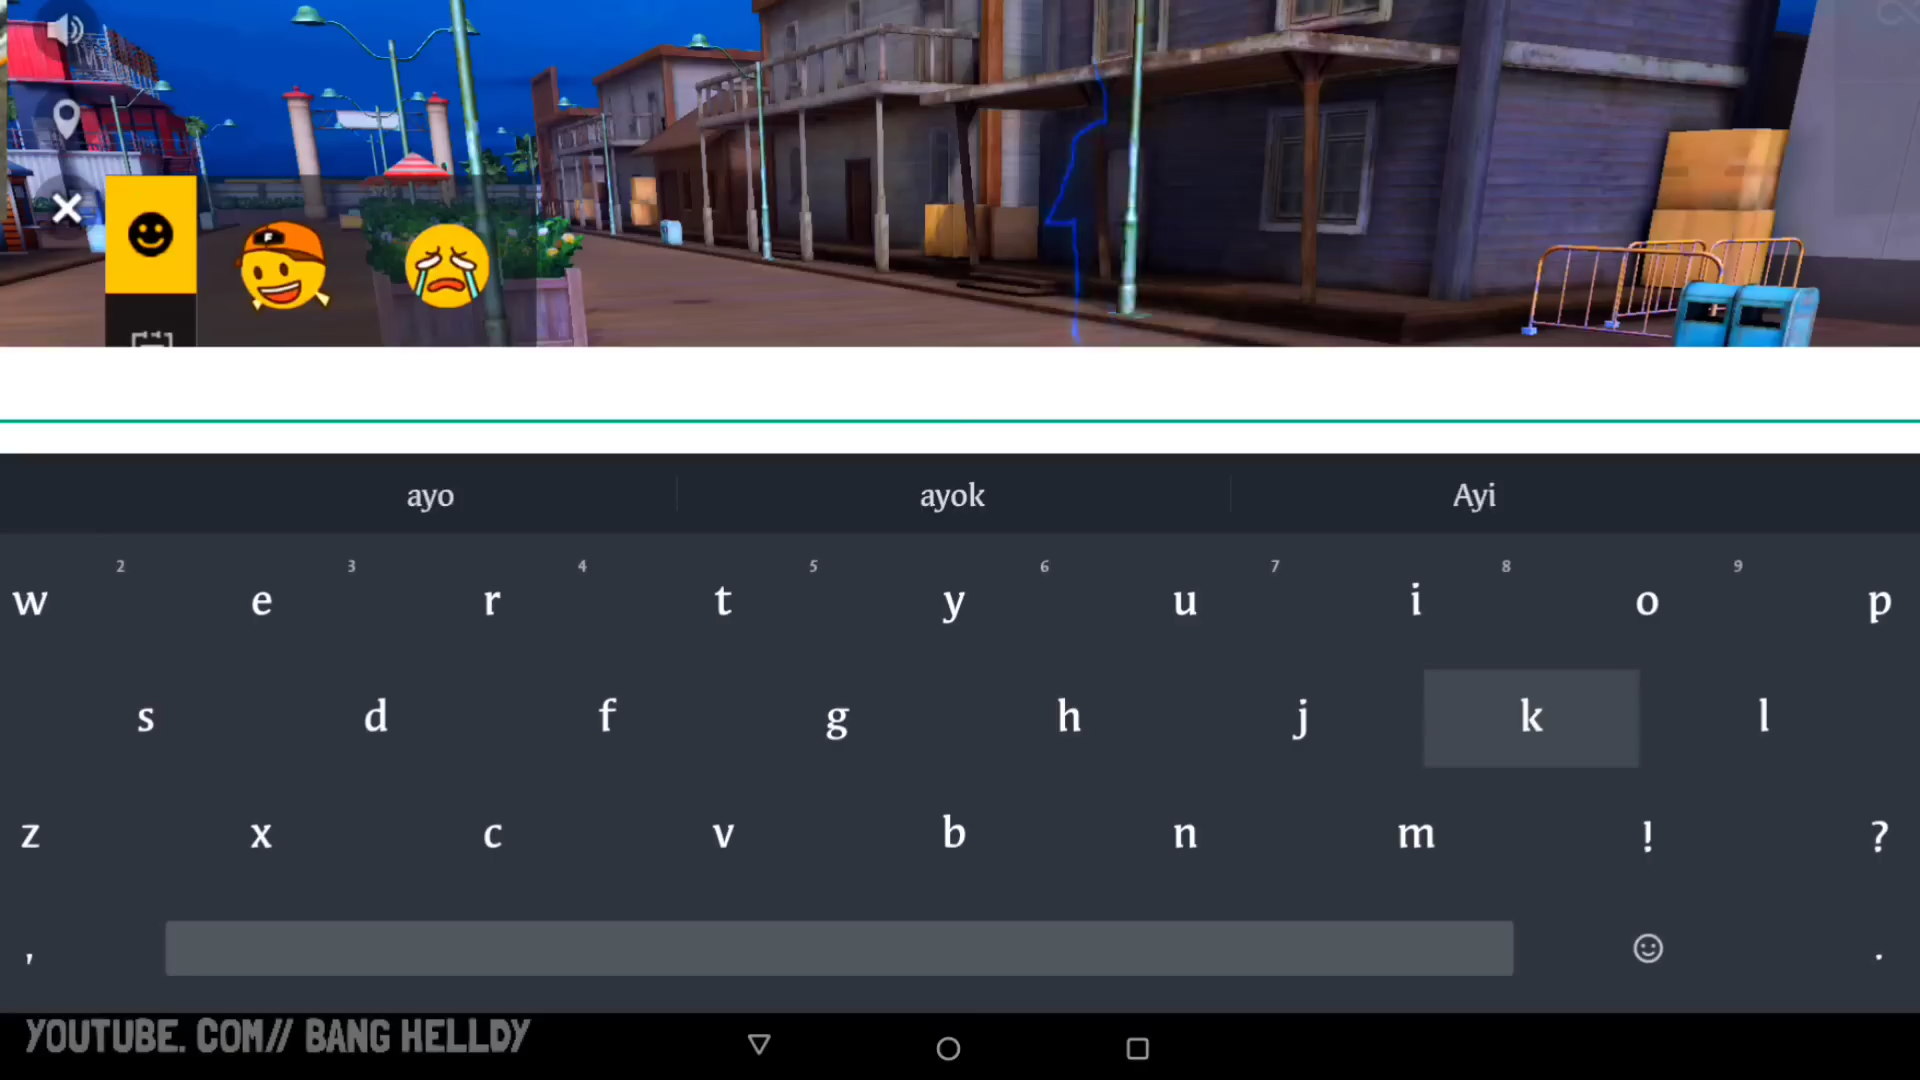 F
ayo ayok Ayi
2 3 4 5 6 7 8 9
w e r t y u i o p
s d f g h j k l
z x c v b n m ! ?
, .
YOUTUBE. COM// BANG HELLDY